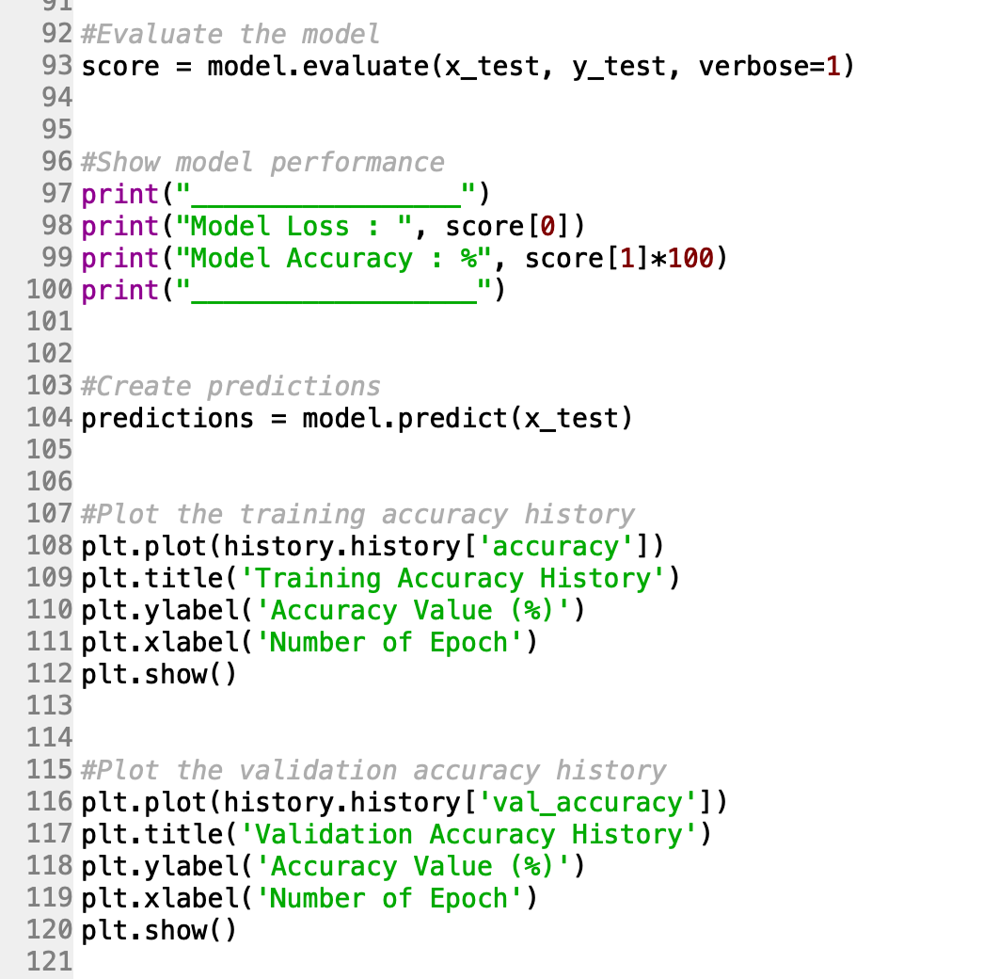 91
92 #Evaluate the model
93 score = model.evaluate(x_test, y_test, verbose=1)
94
95
96 #Show model performance
97 print("_________________")
98 print("Model Loss : ", score[0])
99 print("Model Accuracy : %", score[1]*100)
100 print("__________________")
101
102
103 #Create predictions
104 predictions = model.predict(x_test)
105
106
107 #Plot the training accuracy history
108 plt.plot(history.history['accuracy'])
109 plt.title('Training Accuracy History')
110 plt.ylabel('Accuracy Value (%)')
111 plt.xlabel('Number of Epoch')
112 plt.show()
113
114
115 #Plot the validation accuracy history
116 plt.plot(history.history['val_accuracy'])
117 plt.title('Validation Accuracy History')
118 plt.ylabel('Accuracy Value (%)')
119 plt.xlabel('Number of Epoch')
120 plt.show()
121